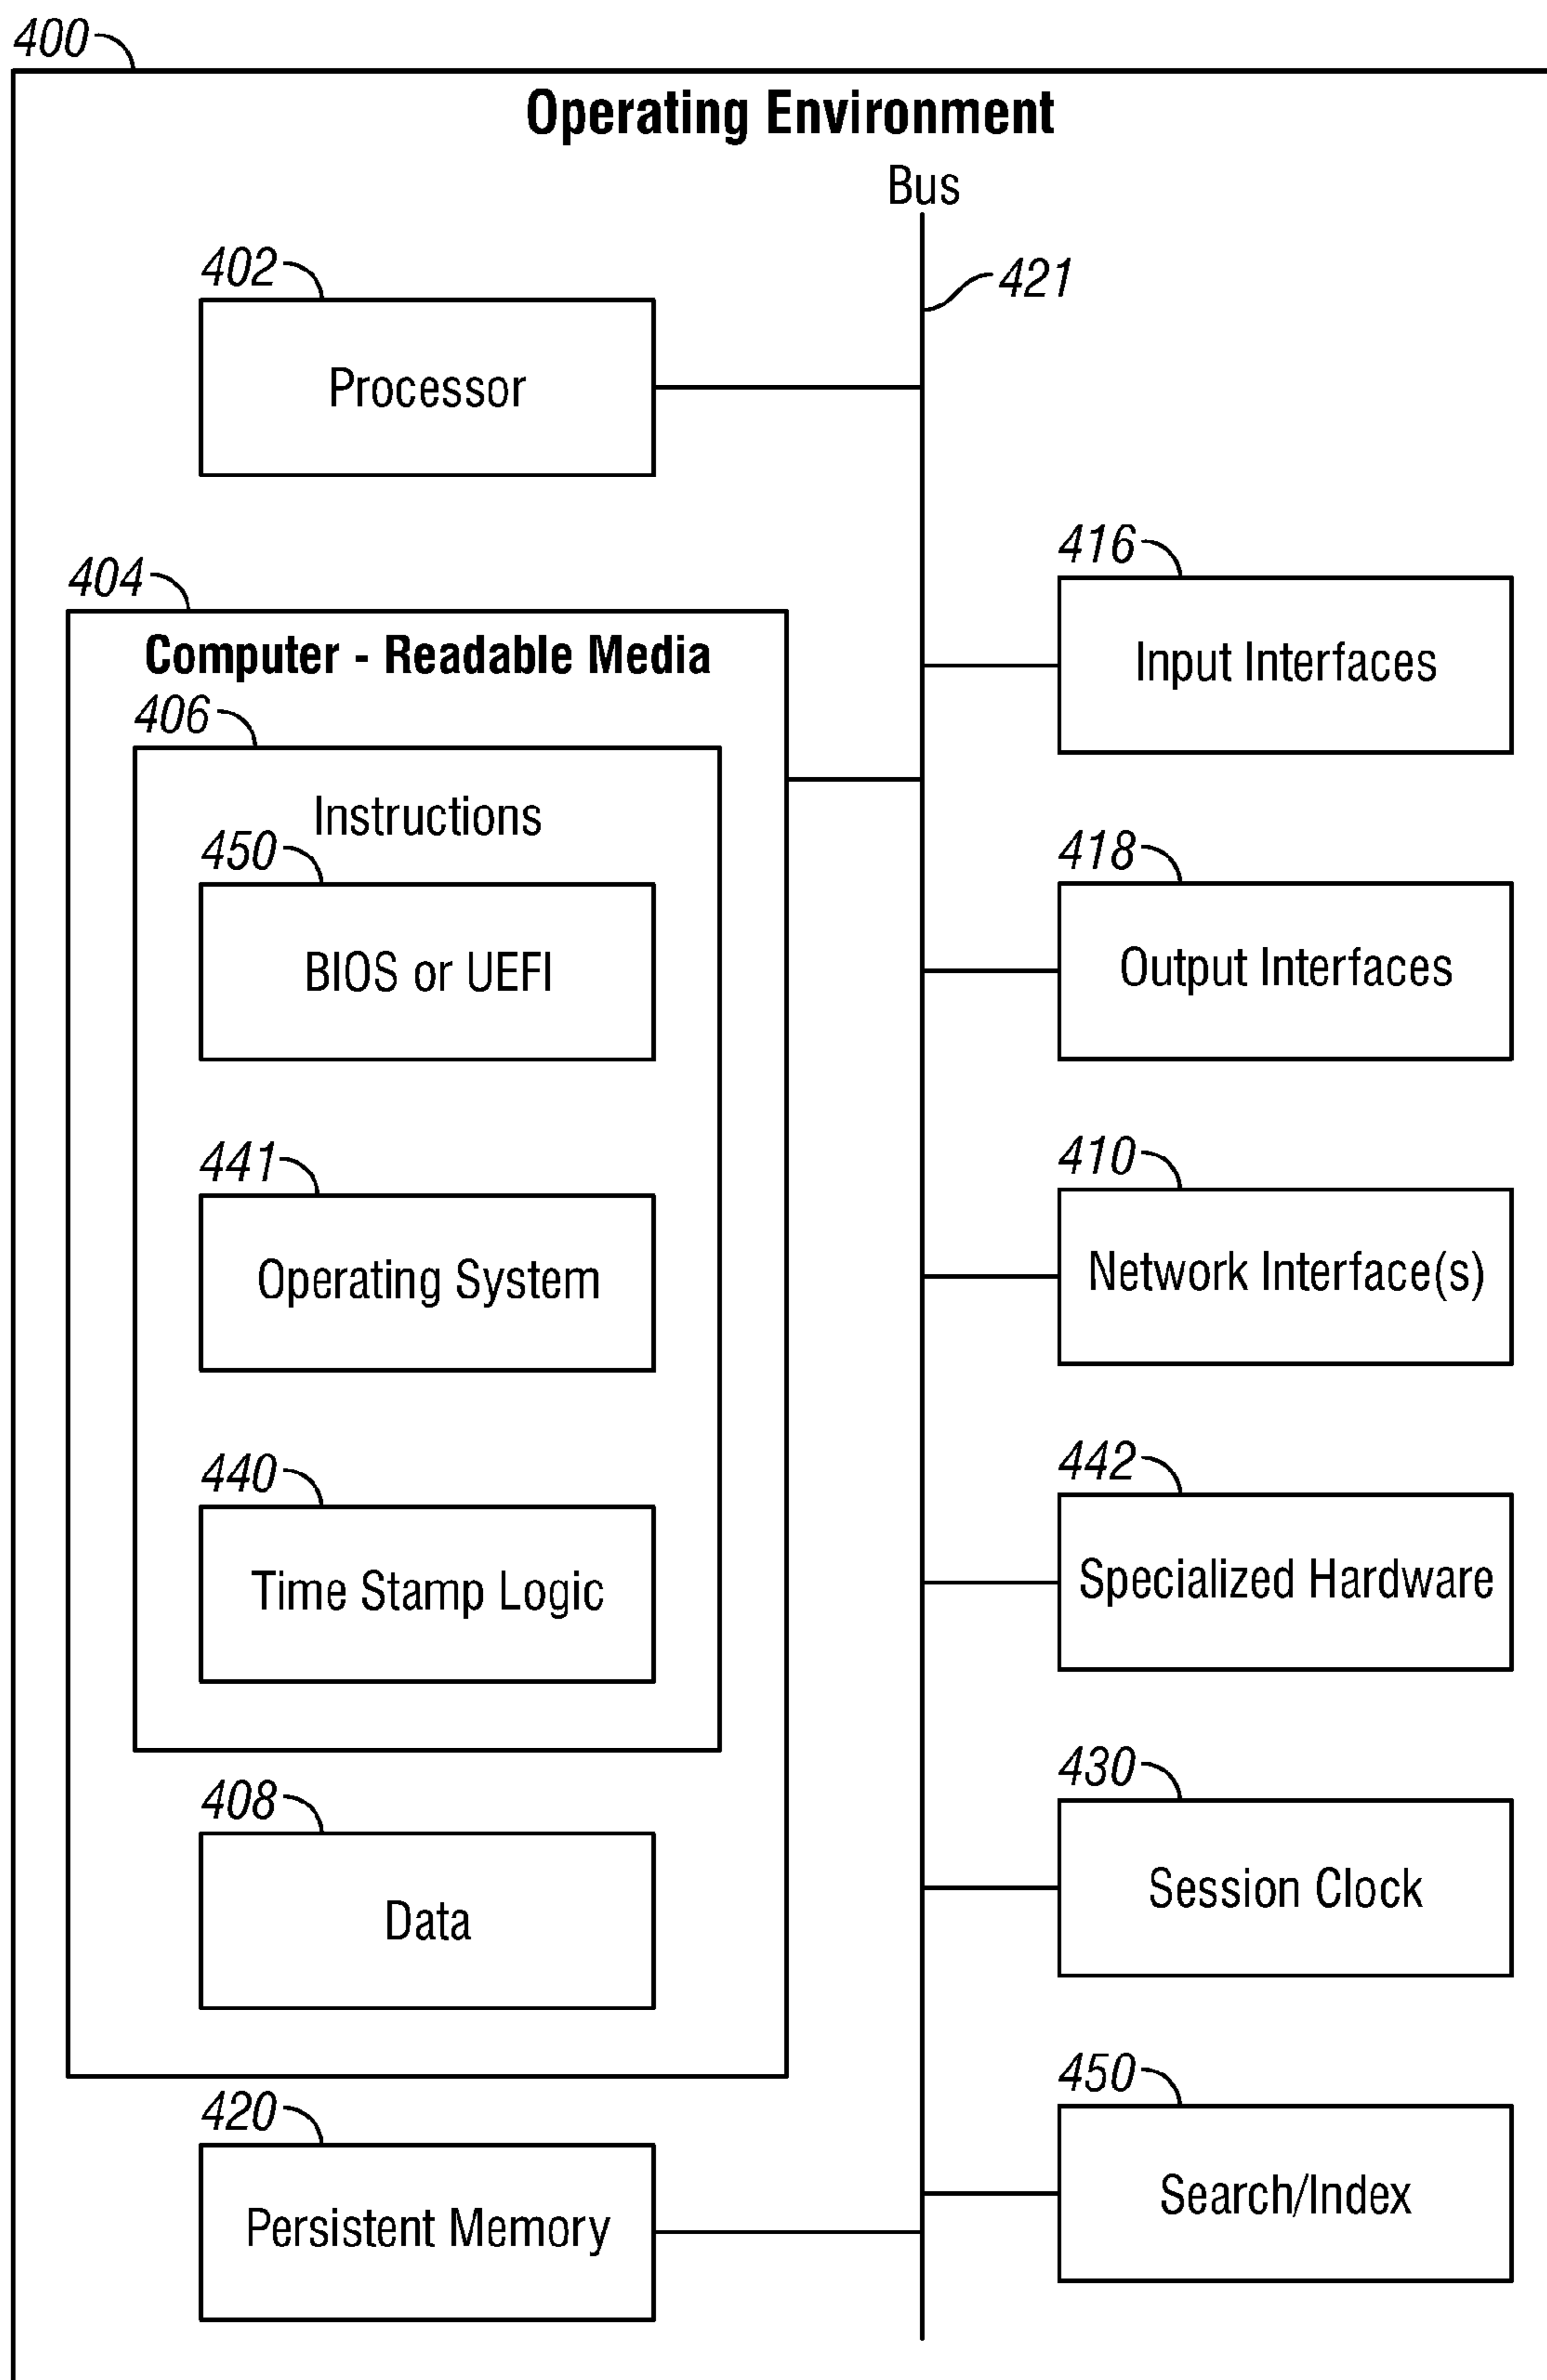 400
Operating Environment
Bus
402
421
Processor
404
Computer - Readable Media
406
Instructions
450
BIOS or UEFI
441
Operating System
440
Time Stamp Logic
408
Data
420
Persistent Memory
416
Input Interfaces
418
Output Interfaces
410
Network Interface(s)
442
Specialized Hardware
430
Session Clock
450
Search/Index